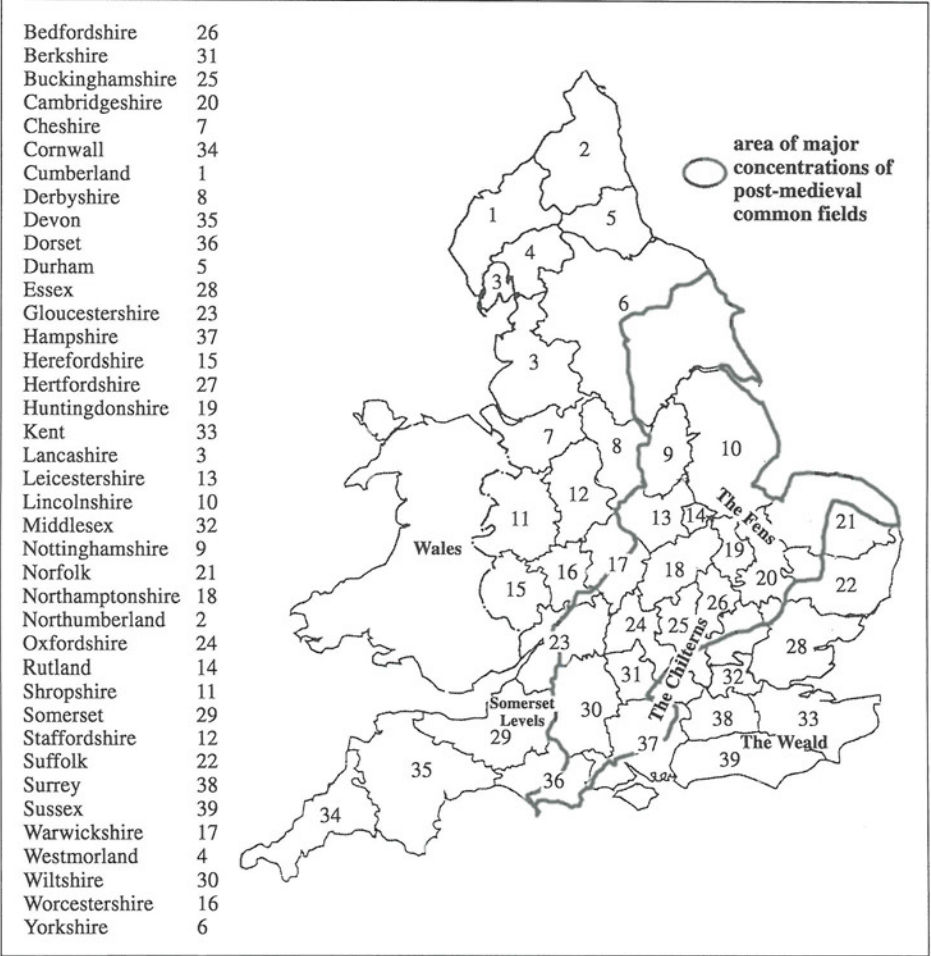 Bedfordshire 26
Berkshire 31
Buckinghamshire 25
Cambridgeshire 20
Cheshire 7
Cornwall 34
Cumberland 1
Derbyshire 8
Devon 35
Dorset 36
Durham 5
Essex 28
Gloucestershire 23
Hampshire 37
Herefordshire 15
Hertfordshire 27
Huntingdonshire 19
Kent 33
Lancashire 3
Leicestershire 13
Lincolnshire 10
Middlesex 32
Nottinghamshire 9
Norfolk 21
Northamptonshire 18
Northumberland 2
Oxfordshire 24
Rutland 14
Shropshire 11
Somerset 29
Staffordshire 12
Suffolk 22
Surrey 38
Sussex 39
Warwickshire 17
Westmorland 4
Wiltshire 30
Worcestershire 16
Yorkshire 6
area of major
concentrations of
post-medieval
common fields
2
1
5
4
3
6
3
7
8
9
10
12
11
13
14
The Fens
21
Wales
19
15
16
17
18
20
22
26
23
24
25
28
The Chilterns
31
32
Somerset
Levels
30
38
33
29
37
The Weald
39
35
36
34